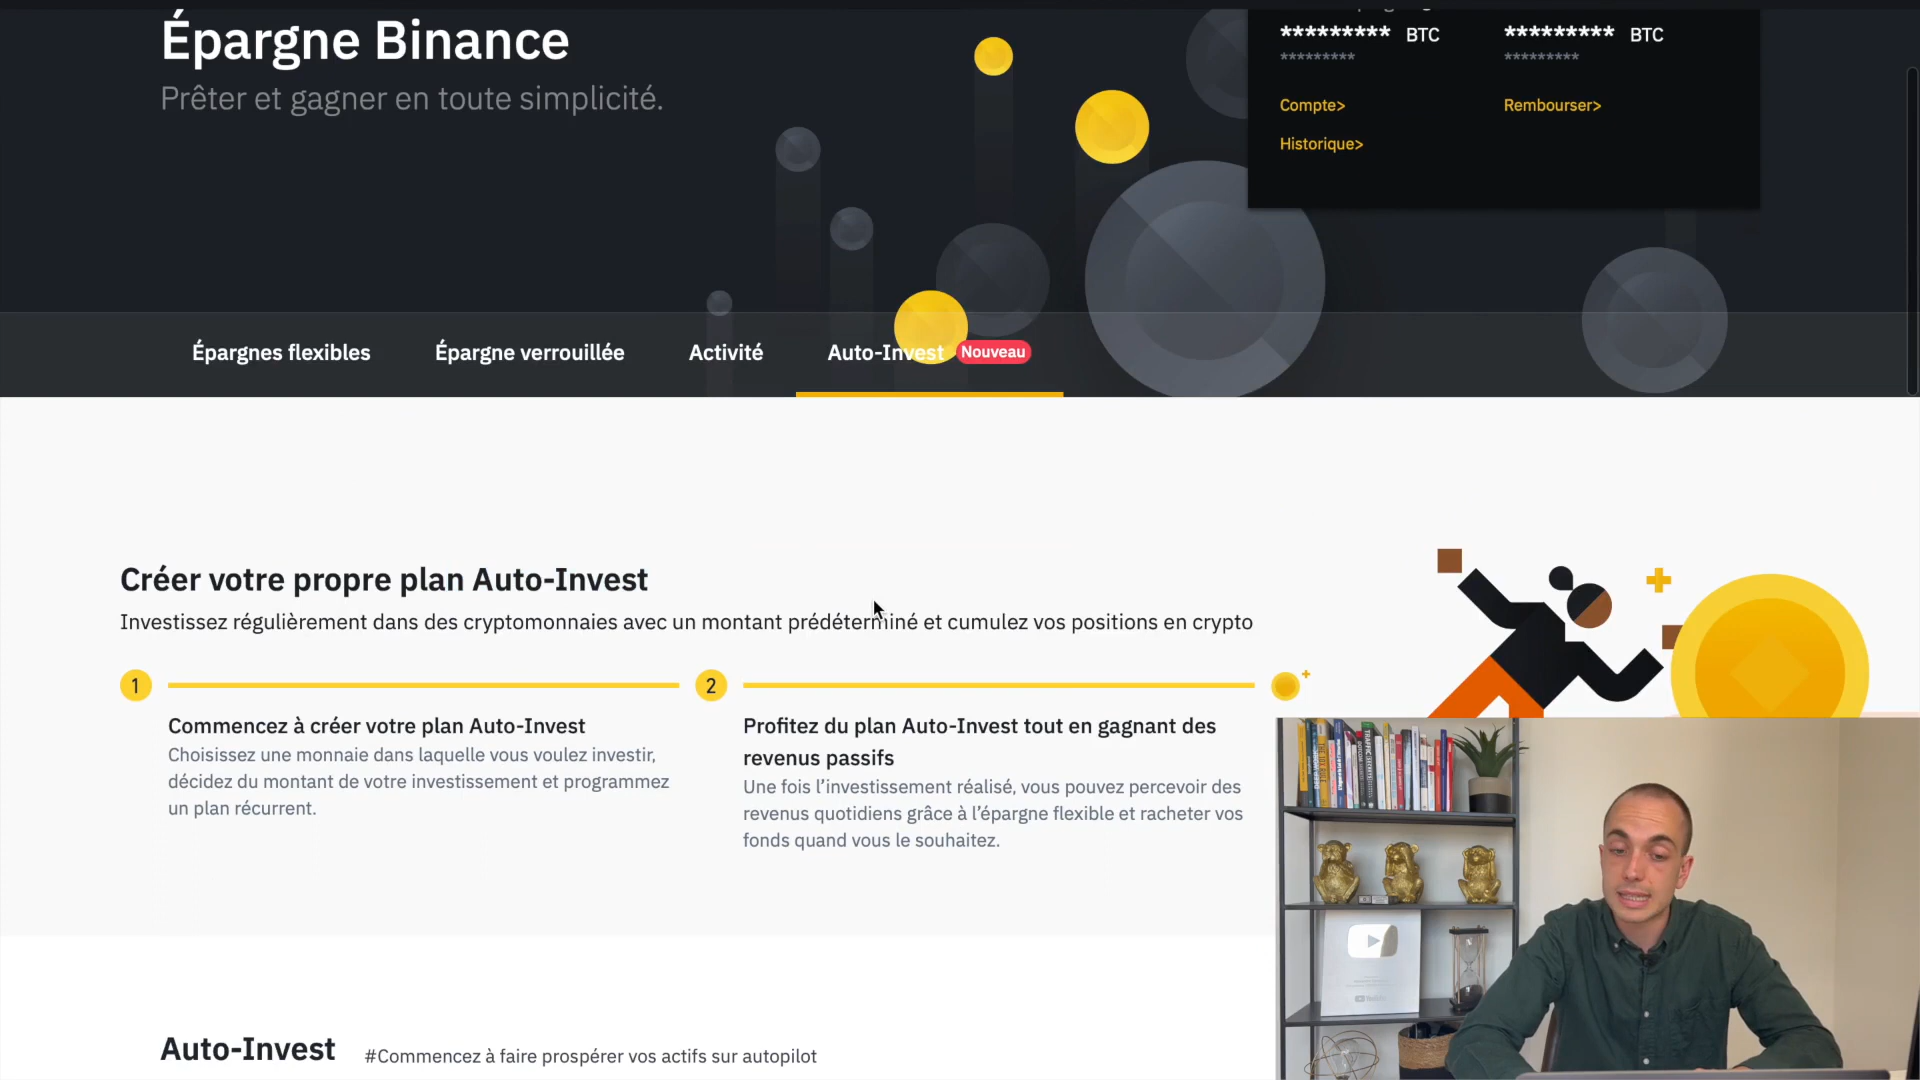 Épargne Binance
Prêter et gagner en toute simplicité.
********* BTC
*********
********* BTC
*********
Compte>
Rembourser>
Historique>
Épargnes flexibles
Épargne verrouillée
Activité
Auto-Invest Nouveau
Créer votre propre plan Auto-Invest
Investissez régulièrement dans des cryptomonnaies avec un montant prédéterminé et cumulez vos positions en crypto
1
Commencez à créer votre plan Auto-Invest
Choisissez une monnaie dans laquelle vous voulez investir,
décidez du montant de votre investissement et programmez
un plan récurrent.
2
Profitez du plan Auto-Invest tout en gagnant des
revenus passifs
Une fois l’investissement réalisé, vous pouvez percevoir des
revenus quotidiens grâce à l’épargne flexible et racheter vos
fonds quand vous le souhaitez.
Auto-Invest #Commencez à faire prospérer vos actifs sur autopilot